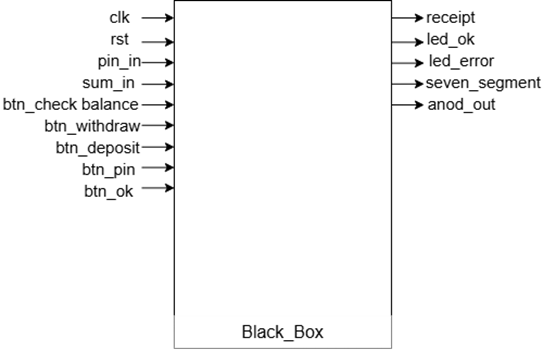 clk
rst
pin_in
sum_in
btn_check balance
btn_withdraw
btn_deposit
btn_pin
btn_ok
receipt
led_ok
led_error
seven_segment
anod_out
Black_Box